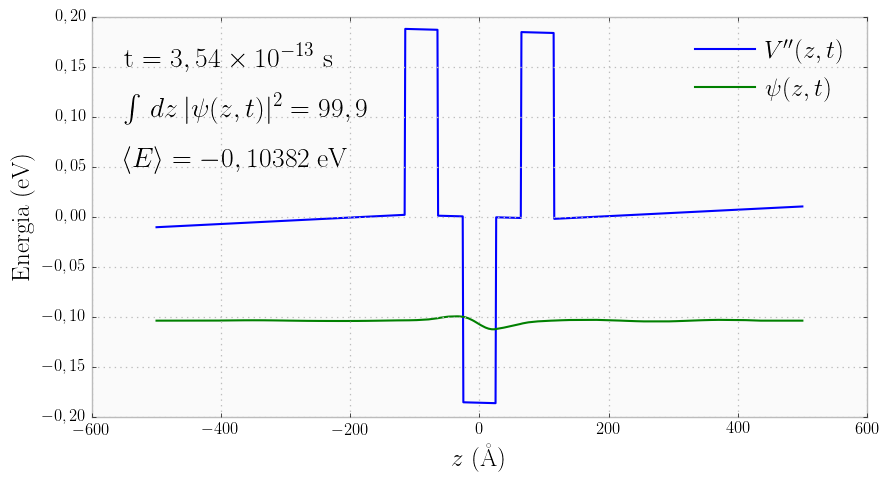 0,20
0,15
0,10
0,05
0,00
−0,05
−0,10
−0,15
−0,20
Energia (eV)
t = 3,54 × 10⁻¹³ s
∫ dz |ψ(z, t)|² = 99,9
⟨E⟩ = −0,10382 eV
V′′(z, t)
ψ(z, t)
−600 −400 −200 0 200 400 600
z (Å)